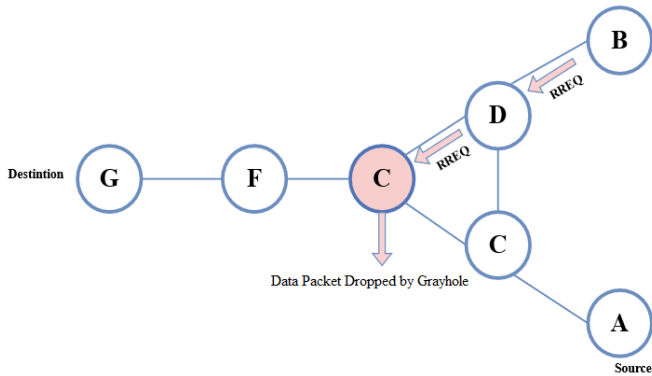 B
RREQ
D
RREQ
Destintion
G
F
C
C
Data Packet Dropped by Grayhole
A
Source